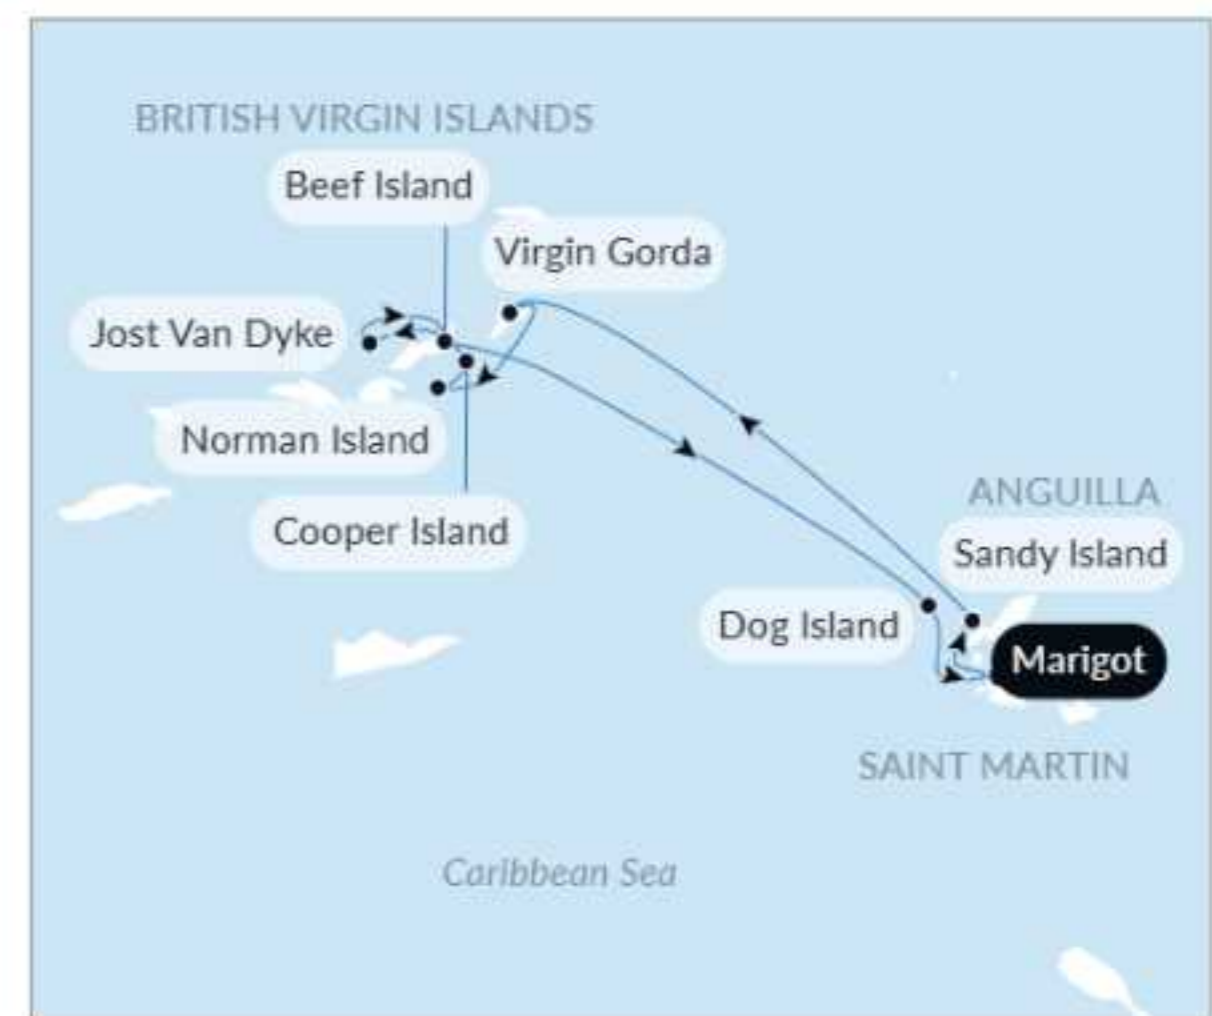 BRITISH VIRGIN ISLANDS
Beef Island
Virgin Gorda
Jost Van Dyke
Norman Island
Cooper Island
ANGUILLA
Sandy Island
Dog Island
Marigot
SAINT MARTIN
Caribbean Sea